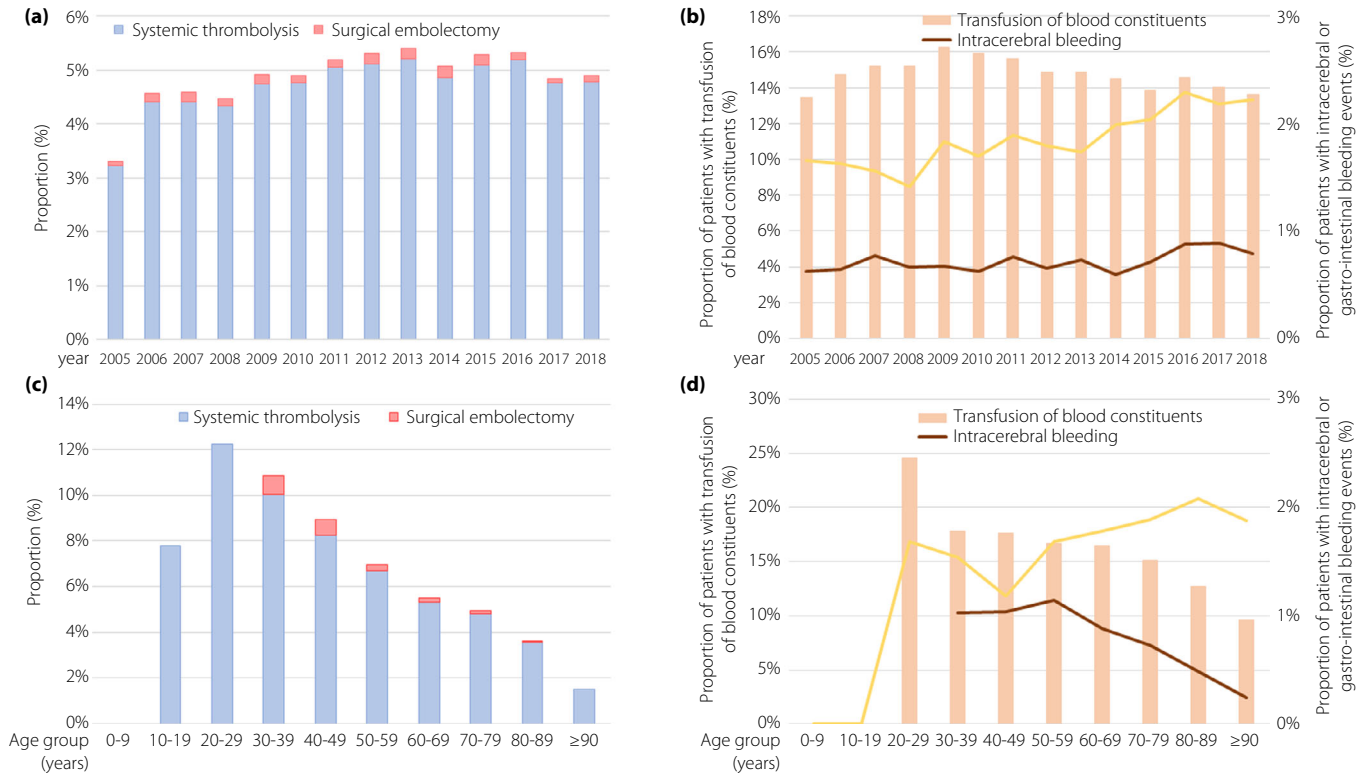 (a)
Systemic thrombolysis Surgical embolectomy
Proportion (%)
6%
5%
4%
3%
2%
1%
0%
year 2005 2006 2007 2008 2009 2010 2011 2012 2013 2014 2015 2016 2017 2018
(b)
Transfusion of blood constituents
Intracerebral bleeding
Proportion of patients with transfusion
of blood constituents (%)
18%
16%
14%
12%
10%
8%
6%
4%
2%
0%
3%
2%
1%
0%
Proportion of patients with intracerebral or
gastro-intestinal bleeding events (%)
year 2005 2006 2007 2008 2009 2010 2011 2012 2013 2014 2015 2016 2017 2018
(c)
Systemic thrombolysis Surgical embolectomy
Proportion (%)
14%
12%
10%
8%
6%
4%
2%
0%
Age group 0-9 10-19 20-29 30-39 40-49 50-59 60-69 70-79 80-89 ≥90
(years)
(d)
Transfusion of blood constituents
Intracerebral bleeding
Proportion of patients with transfusion
of blood constituents (%)
30%
25%
20%
15%
10%
5%
0%
3%
2%
1%
0%
Proportion of patients with intracerebral or
gastro-intestinal bleeding events (%)
Age group 0-9 10-19 20-29 30-39 40-49 50-59 60-69 70-79 80-89 ≥90
(years)